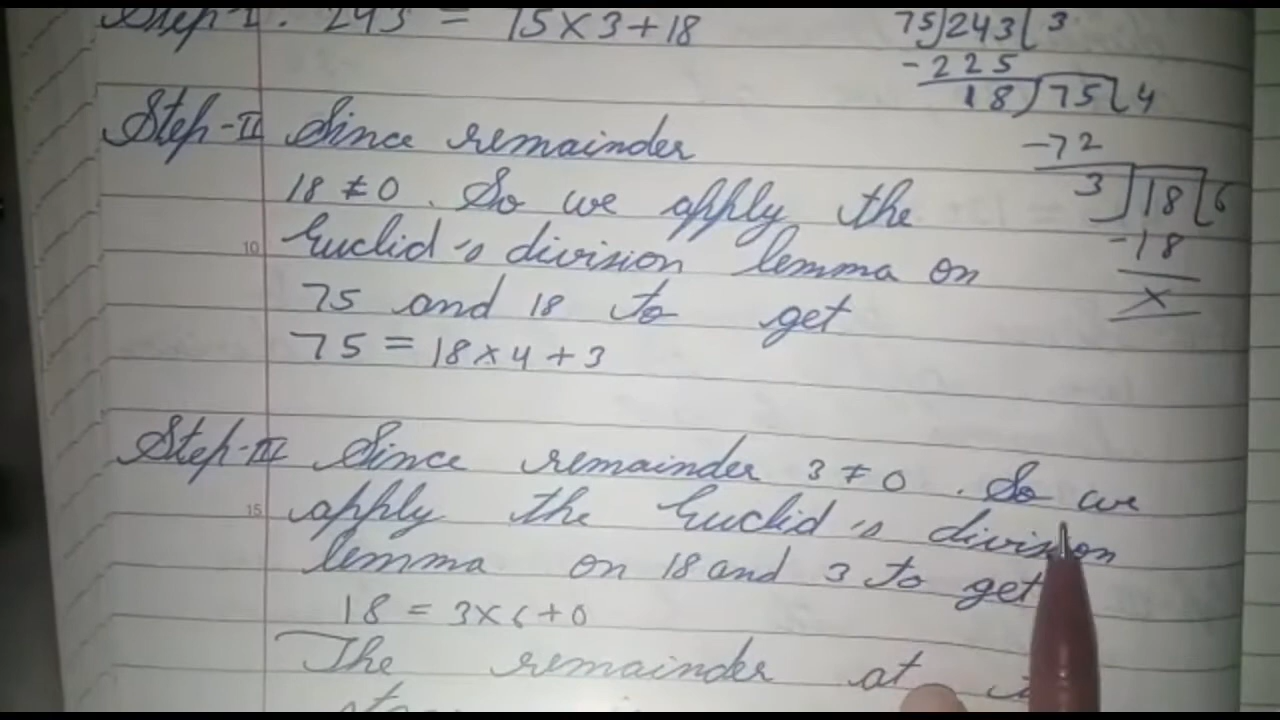 Step-I. 243 = 75×3+18
Step-II Since remainder
18 ≠ 0. So we apply the
Euclid's division lemma on
75 and 18 to get
75 = 18×4+3
Step-III Since remainder 3 ≠ 0. So we
apply the Euclid's division
lemma on 18 and 3 to get
18 = 3×6+0
The remainder at
75)243(3
-225
18)75(4
-72
3)18(6
-18
×
10
15